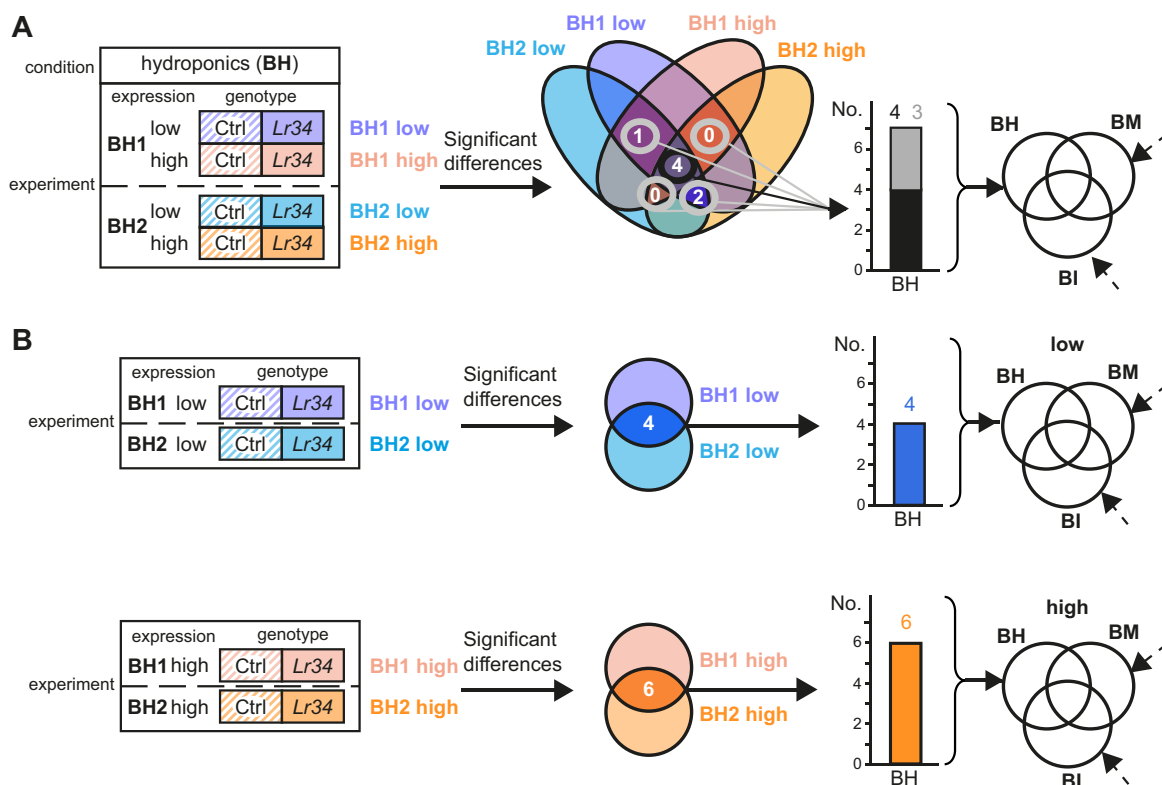 A
condition
hydroponics (BH)
expression genotype
BH1
low Ctrl Lr34
high Ctrl Lr34
experiment
BH2
low Ctrl Lr34
high Ctrl Lr34
BH1 low
BH1 high
BH2 low
BH2 high
Significant
differences
BH1 low
BH1 high
BH2 low
BH2 high
1
0
4
0
2
No.
4 3
6
4
2
0
BH
BH
BM
BI
B
expression genotype
experiment
BH1 low Ctrl Lr34
BH2 low Ctrl Lr34
BH1 low
BH2 low
Significant
differences
BH1 low
4
BH2 low
No.
4
6
4
2
0
BH
low
BH
BM
BI
expression genotype
experiment
BH1 high Ctrl Lr34
BH2 high Ctrl Lr34
BH1 high
BH2 high
Significant
differences
BH1 high
6
BH2 high
No.
6
6
4
2
0
BH
high
BH
BM
BI